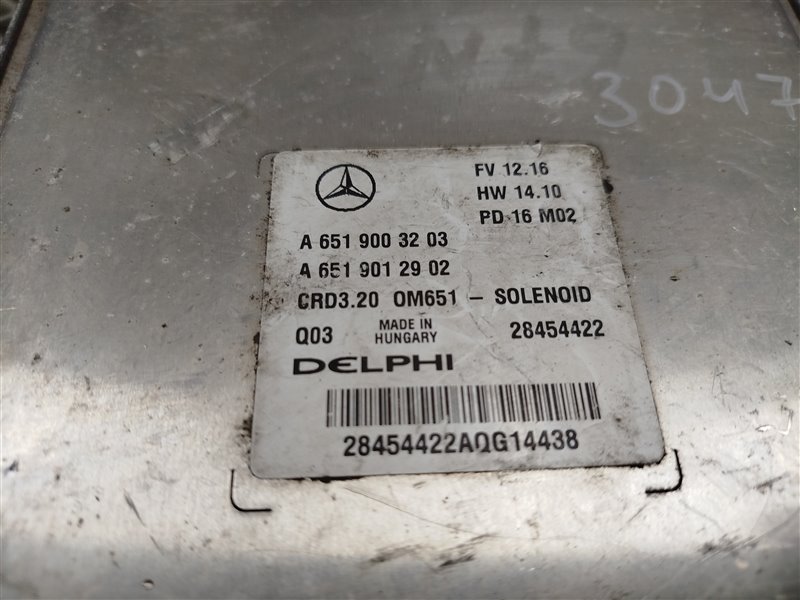 3047
FV 12.16
HW 14.10
PD 16 M02
A 651 900 32 03
A 651 901 29 02
CRD3.20 OM651 – SOLENOID
Q03 MADE IN HUNGARY 28454422
DELPHI
28454422AQG14438